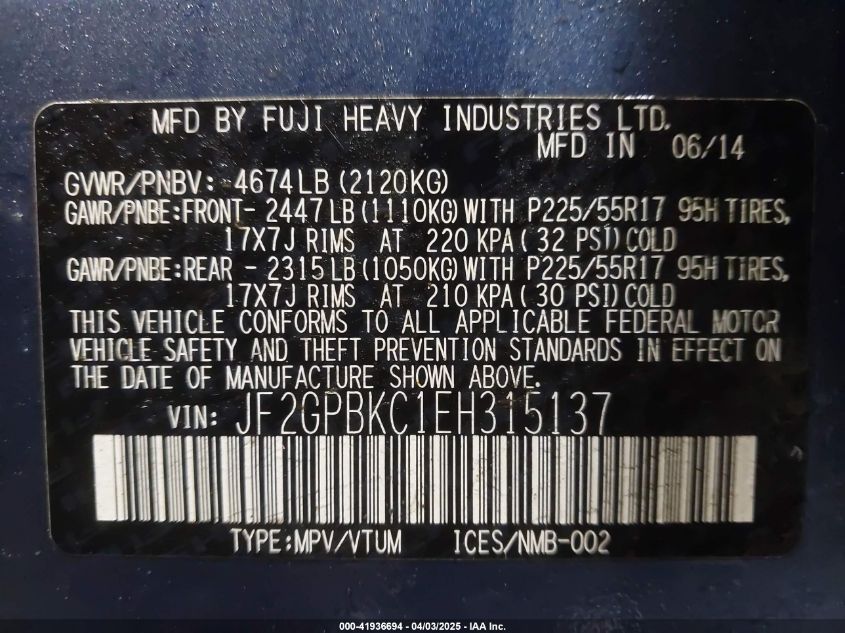 MFD BY FUJI HEAVY INDUSTRIES LTD.
MFD IN 06/14
GVWR/PNBV: 4674LB (2120KG)
GAWR/PNBE:FRONT- 2447LB (1110KG) WITH P225/55R17 95H TIRES,
17X7J RIMS AT 220 KPA( 32 PSI) COLD
GAWR/PNBE:REAR - 2315LB (1050KG) WITH P225/55R17 95H TIRES,
17X7J RIMS AT 210 KPA( 30 PSI) COLD
THIS VEHICLE CONFORMS TO ALL APPLICABLE FEDERAL MOTOR
VEHICLE SAFETY AND THEFT PREVENTION STANDARDS IN EFFECT ON
THE DATE OF MANUFACTURE SHOWN ABOVE.
VIN: JF2GPBKC1EH315137
TYPE:MPV/VTUM ICES/NMB-002
000-41936694 - 04/03/2025 - IAA Inc.